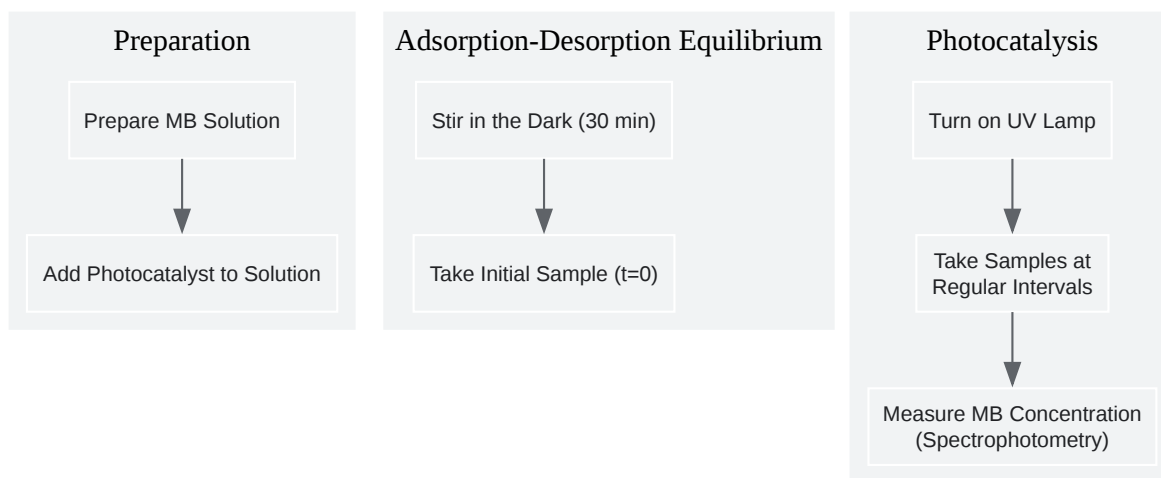 Preparation
Prepare MB Solution
Add Photocatalyst to Solution
Adsorption-Desorption Equilibrium
Stir in the Dark (30 min)
Take Initial Sample (t=0)
Photocatalysis
Turn on UV Lamp
Take Samples at
Regular Intervals
Measure MB Concentration
(Spectrophotometry)